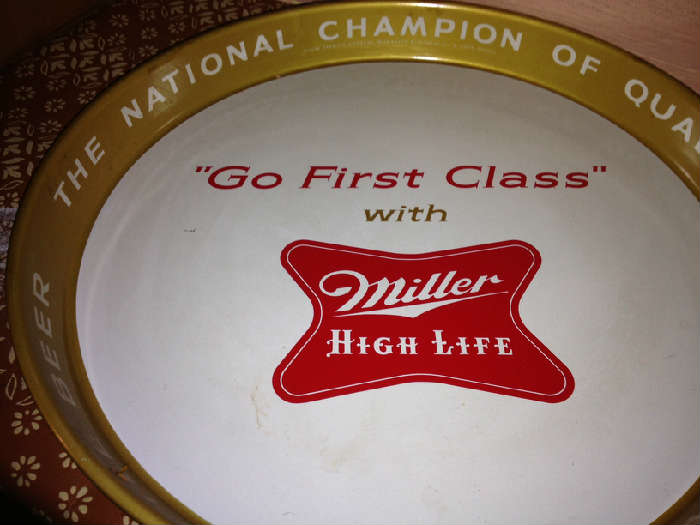 THE NATIONAL CHAMPION OF QUA
"Go First Class"
with
Miller
HIGH LIFE
BEER